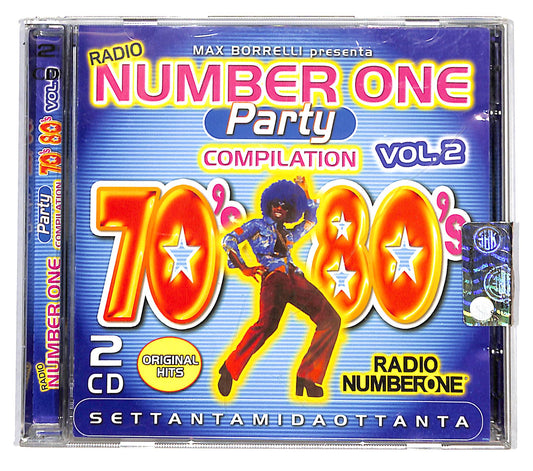 MAX BORRELLI presenta
RADIO
NUMBER ONE
Party
COMPILATION VOL.2
70's 80's
2 CD
ORIGINAL HITS
RADIO
NUMBERONE
SETTANTAMIDAOTTANTA
RADIO NUMBER ONE Party COMPILATION 70's 80's VOL.2